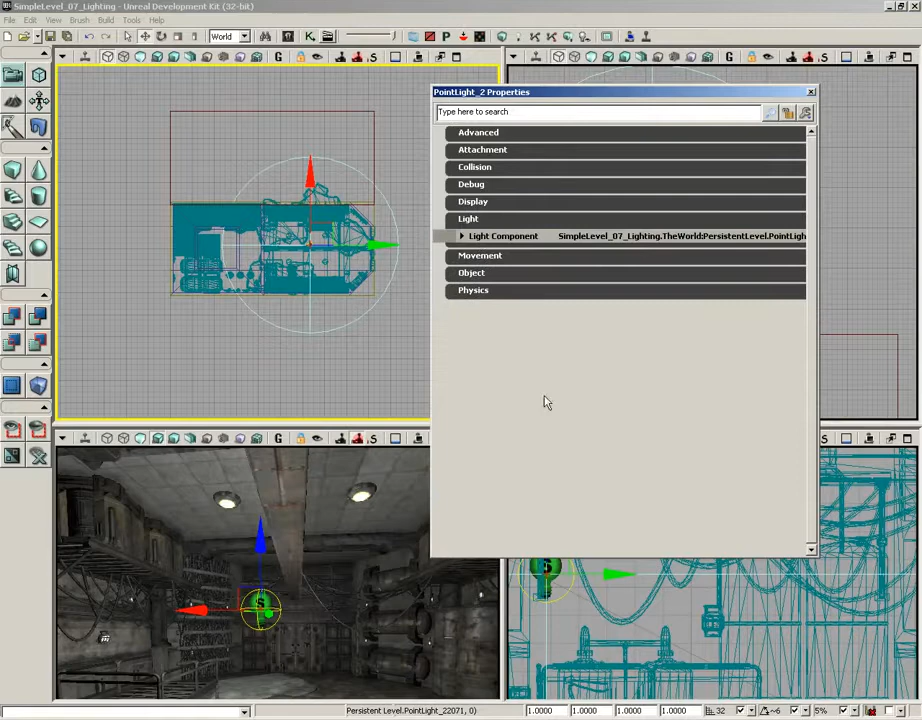 SimpleLevel_07_Lighting - Unreal Development Kit (32-bit)
File Edit View Brush Build Tools Help
World
G
S
PointLight_2 Properties
Type here to search
Advanced
Attachment
Collision
Debug
Display
Light
Light Component SimpleLevel_07_Lighting.TheWorld:PersistentLevel.PointLigh
Movement
Object
Physics
G
S
S
Persistent Level.PointLight_22071, 0)
1.0000 1.0000 1.0000 1.0000 32 ~6 5%